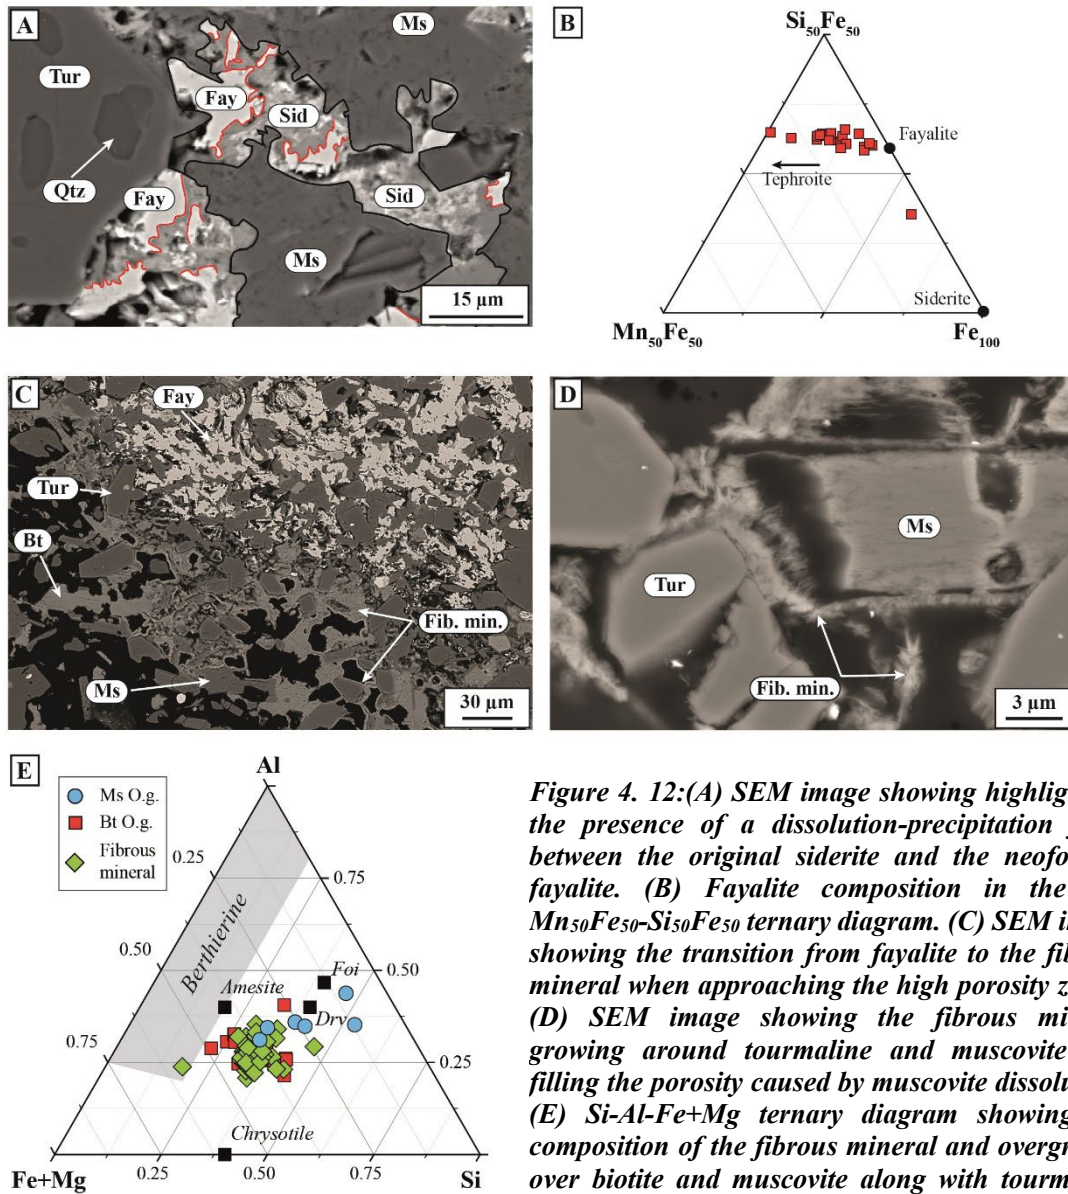 A
Ms
Tur
Fay
Sid
Qtz
Fay
Sid
Ms
15 µm
B
Si50Fe50
Fayalite
Tephroite
Siderite
Mn50Fe50
Fe100
C
Fay
Tur
Bt
Fib. min.
Ms
30 µm
D
Ms
Tur
Fib. min.
3 µm
E
Al
Ms O.g.
Bt O.g.
Fibrous
mineral
0.25
0.75
Berthierine
0.50
0.50
Foi
Amesite
Drv
0.75
0.25
Chrysotile
Fe+Mg
0.25
0.50
0.75
Si
Figure 4. 12:(A) SEM image showing highlig
the presence of a dissolution-precipitation
between the original siderite and the neofo
fayalite. (B) Fayalite composition in the
Mn50Fe50-Si50Fe50 ternary diagram. (C) SEM i
showing the transition from fayalite to the fib
mineral when approaching the high porosity z
(D) SEM image showing the fibrous mi
growing around tourmaline and muscovite
filling the porosity caused by muscovite dissolu
(E) Si-Al-Fe+Mg ternary diagram showing
composition of the fibrous mineral and overg
over biotite and muscovite along with tourm